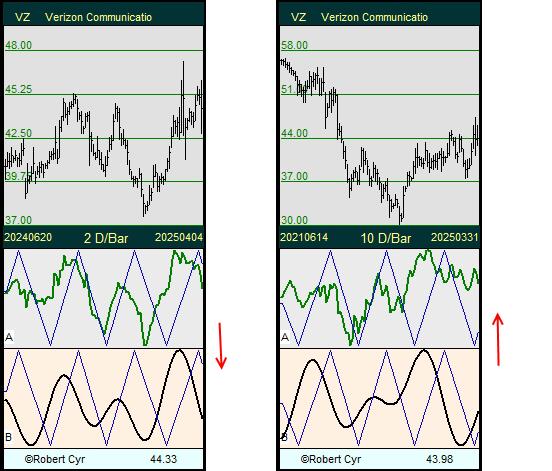 VZ Verizon Communicatio
48.00
45.25
42.50
39.7
37.00
20240620 2 D/Bar 20250404
A
B
©Robert Cyr 44.33
VZ Verizon Communicatio
58.00
51
44.00
37.00
30.00
20210614 10 D/Bar 20250331
A
B
©Robert Cyr 43.98